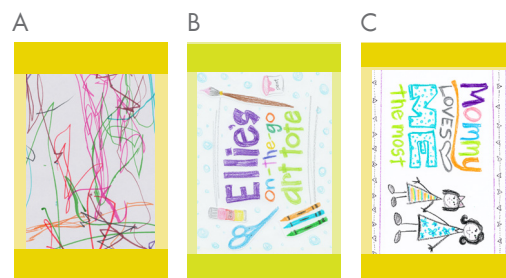 A
B
C
Ellie's
on-the-go
art tote
Mommy
LOVES
ME
the most